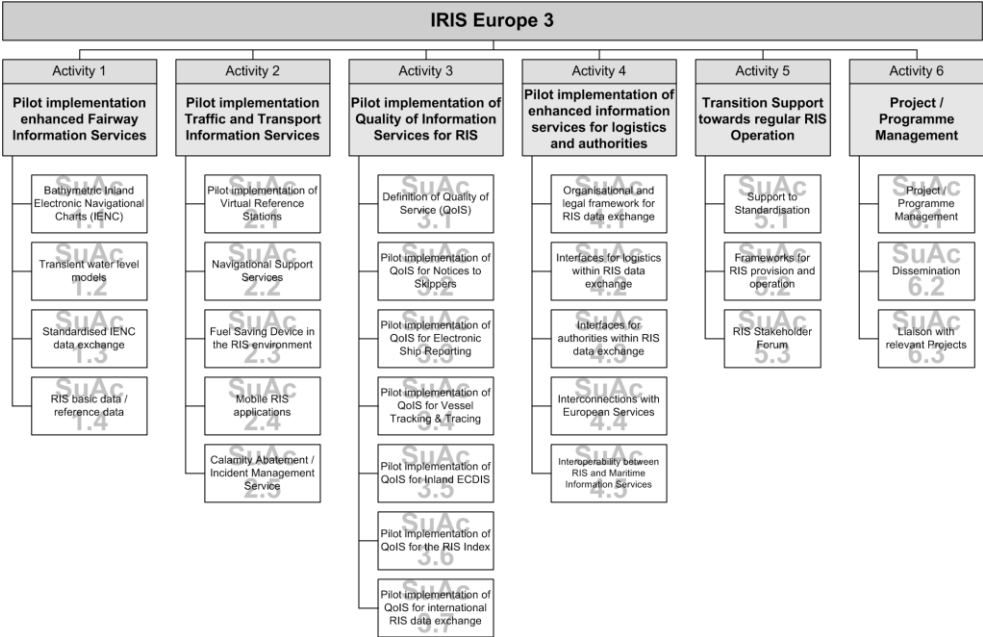 IRIS Europe 3
Activity 1
Pilot implementation
enhanced Fairway
Information Services
SuAc
1.1
Bathymetric Inland
Electronic Navigational
Charts (IENC)
SuAc
1.2
Transient water level
models
SuAc
1.3
Standardised IENC
data exchange
SuAc
1.4
RIS basic data /
reference data
Activity 2
Pilot implementation
Traffic and Transport
Information Services
SuAc
2.1
Pilot implementation of
Virtual Reference
Stations
SuAc
2.2
Navigational Support
Services
SuAc
2.3
Fuel Saving Device in
the RIS environment
SuAc
2.4
Mobile RIS
applications
SuAc
2.5
Calamity Abatement /
Incident Management
Service
Activity 3
Pilot implementation of
Quality of Information
Services for RIS
SuAc
3.1
Definition of Quality of
Service (QoIS)
SuAc
3.2
Pilot implementation of
QoIS for Notices to
Skippers
SuAc
3.3
Pilot implementation of
QoIS for Electronic
Ship Reporting
SuAc
3.4
Pilot implementation of
QoIS for Vessel
Tracking & Tracing
SuAc
3.5
Pilot implementation of
QoIS for Inland ECDIS
SuAc
3.6
Pilot implementation of
QoIS for the RIS Index
SuAc
3.7
Pilot implementation of
QoIS for international
RIS data exchange
Activity 4
Pilot implementation of
enhanced information
services for logistics
and authorities
SuAc
4.1
Organisational and
legal framework for
RIS data exchange
SuAc
4.2
Interfaces for logistics
within RIS data
exchange
SuAc
4.3
Interfaces for
authorities within RIS
data exchange
SuAc
4.4
Interconnections with
European Services
SuAc
4.5
Interoperability between
RIS and Maritime
Information Services
Activity 5
Transition Support
towards regular RIS
Operation
SuAc
5.1
Support to
Standardisation
SuAc
5.2
Frameworks for
RIS provision and
operation
SuAc
5.3
RIS Stakeholder
Forum
Activity 6
Project /
Programme
Management
SuAc
6.1
Project /
Programme
Management
SuAc
6.2
Dissemination
SuAc
6.3
Liaison with
relevant Projects